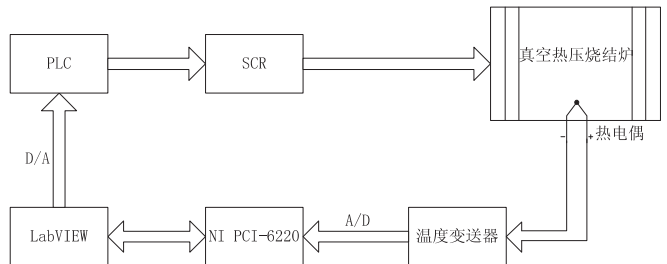 PLC
SCR
真空热压烧结炉
- + 热电偶
D/A
A/D
LabVIEW
NI PCI-6220
温度变送器